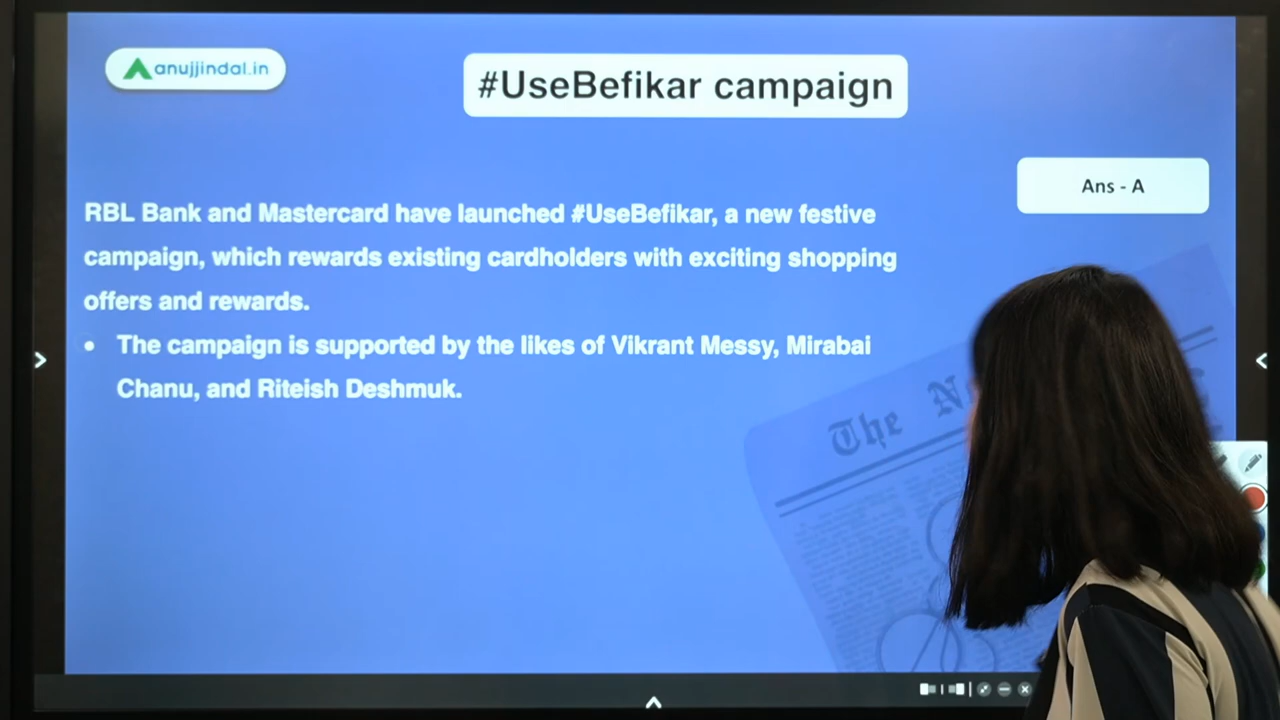 anujjindal.in
#UseBefikar campaign
Ans - A
RBL Bank and Mastercard have launched #UseBefikar, a new festive
campaign, which rewards existing cardholders with exciting shopping
offers and rewards.
• The campaign is supported by the likes of Vikrant Messy, Mirabai
Chanu, and Riteish Deshmuk.
The